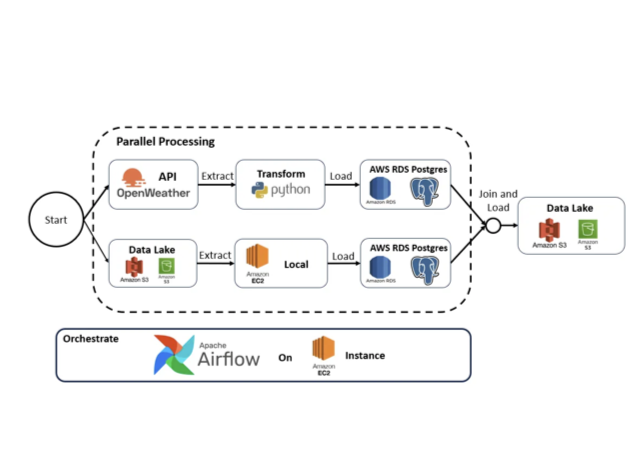 Parallel Processing
Start
API
OpenWeather
Extract
Transform
python
Load
AWS RDS Postgres
Amazon RDS
Data Lake
Amazon S3
Amazon
S3
Extract
Amazon
EC2
Local
Load
AWS RDS Postgres
Amazon RDS
Join and
Load
Data Lake
Amazon S3
Amazon
S3
Orchestrate
Apache
Airflow
On
Amazon
EC2
Instance